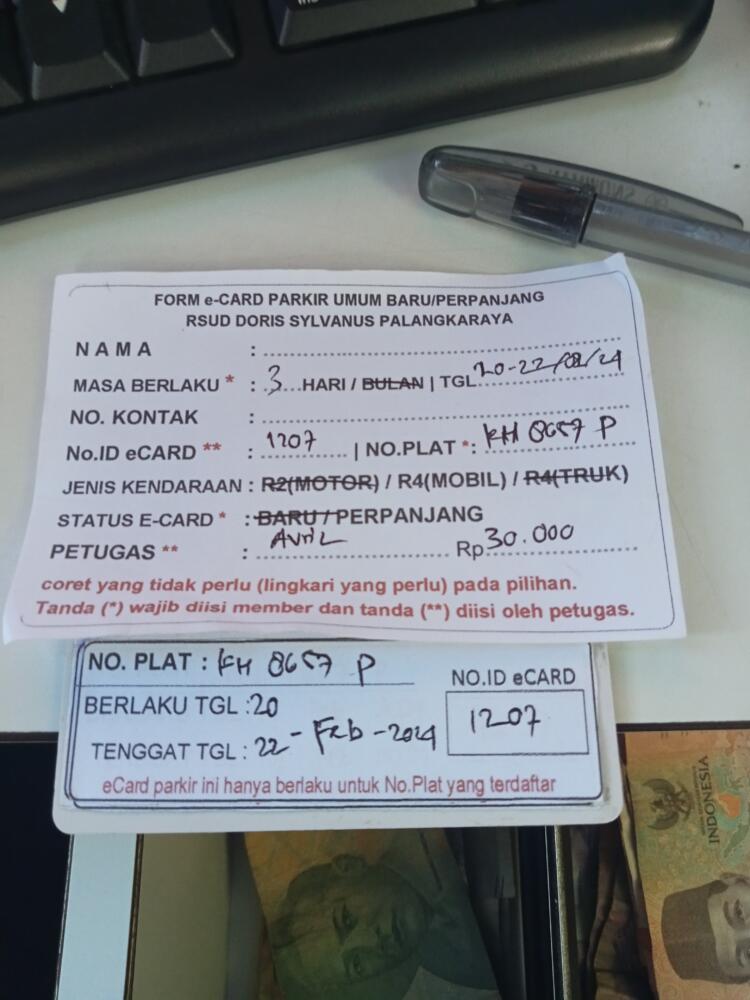 FORM e-CARD PARKIR UMUM BARU/PERPANJANG
RSUD DORIS SYLVANUS PALANGKARAYA
NAMA :
MASA BERLAKU * : 3 HARI / BULAN | TGL 20-22/02/24
NO. KONTAK :
No.ID eCARD ** : 1207 | NO.PLAT *: KH 8657 P
JENIS KENDARAAN : R2(MOTOR) / R4(MOBIL) / R4(TRUK)
STATUS E-CARD * : BARU / PERPANJANG
PETUGAS ** : AVRIL Rp 30.000
coret yang tidak perlu (lingkari yang perlu) pada pilihan.
Tanda (*) wajib diisi member dan tanda (**) diisi oleh petugas.
NO. PLAT : KH 8657 P
NO.ID eCARD
BERLAKU TGL : 20
1207
TENGGAT TGL : 22 - Feb - 2024
eCard parkir ini hanya berlaku untuk No.Plat yang terdaftar
INDONESIA